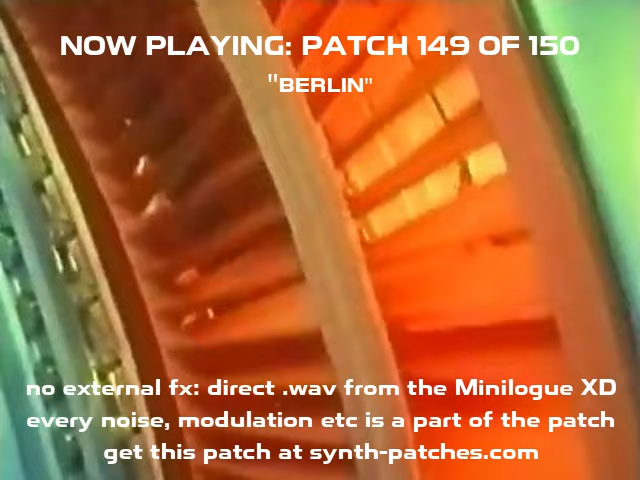 NOW PLAYING: PATCH 149 OF 150
"BERLIN"
no external fx: direct .wav from the Minilogue XD
every noise, modulation etc is a part of the patch
get this patch at synth-patches.com